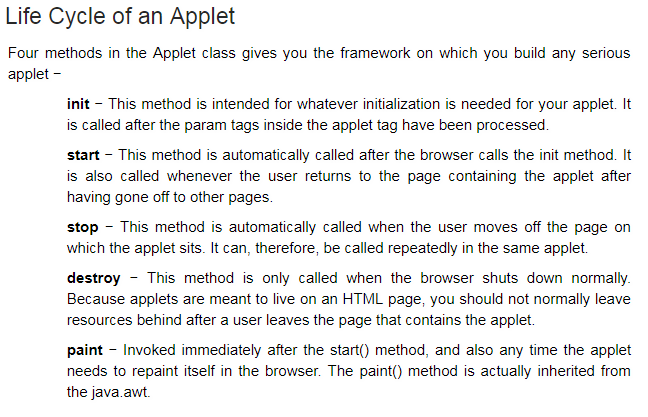 Life Cycle of an Applet
Four methods in the Applet class gives you the framework on which you build any serious
applet −
init − This method is intended for whatever initialization is needed for your applet. It
is called after the param tags inside the applet tag have been processed.
start − This method is automatically called after the browser calls the init method. It
is also called whenever the user returns to the page containing the applet after
having gone off to other pages.
stop − This method is automatically called when the user moves off the page on
which the applet sits. It can, therefore, be called repeatedly in the same applet.
destroy − This method is only called when the browser shuts down normally.
Because applets are meant to live on an HTML page, you should not normally leave
resources behind after a user leaves the page that contains the applet.
paint − Invoked immediately after the start() method, and also any time the applet
needs to repaint itself in the browser. The paint() method is actually inherited from
the java.awt.